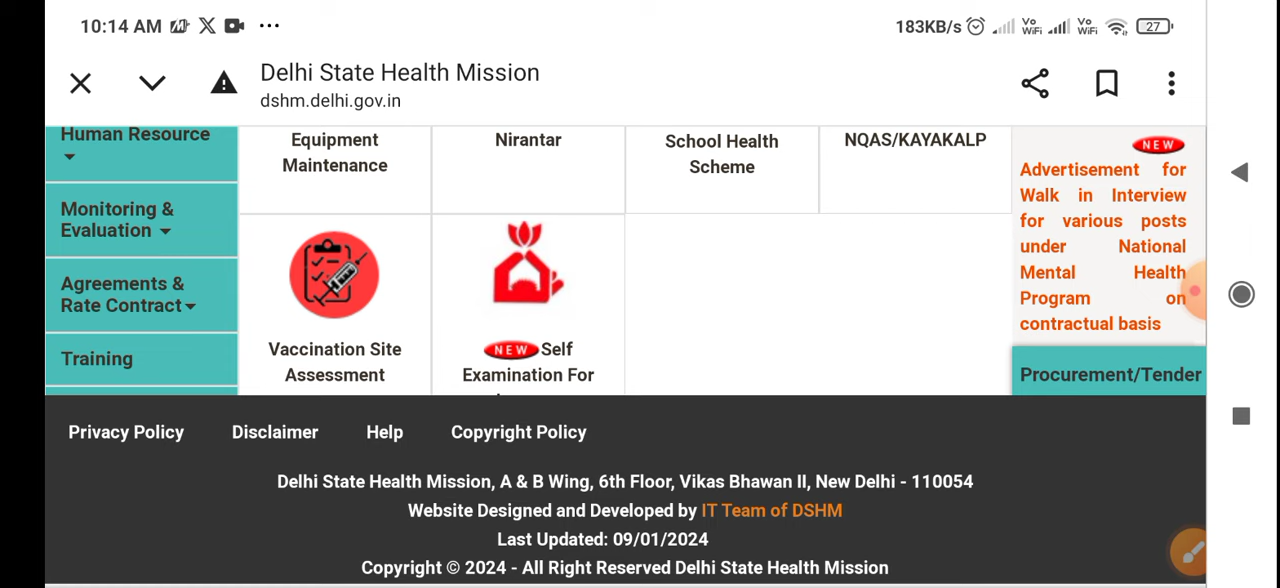 10:14 AM
183KB/s
Vo
WiFi
Vo
WiFi
27
Delhi State Health Mission
dshm.delhi.gov.in
Human Resource
Monitoring &
Evaluation
Agreements &
Rate Contract
Training
Equipment
Maintenance
Nirantar
School Health
Scheme
NQAS/KAYAKALP
Vaccination Site
Assessment
NEW Self
Examination For
NEW
Advertisement for
Walk in Interview
for various posts
under National
Mental Health
Program on
contractual basis
Procurement/Tender
Privacy Policy
Disclaimer
Help
Copyright Policy
Delhi State Health Mission, A & B Wing, 6th Floor, Vikas Bhawan II, New Delhi - 110054
Website Designed and Developed by IT Team of DSHM
Last Updated: 09/01/2024
Copyright © 2024 - All Right Reserved Delhi State Health Mission